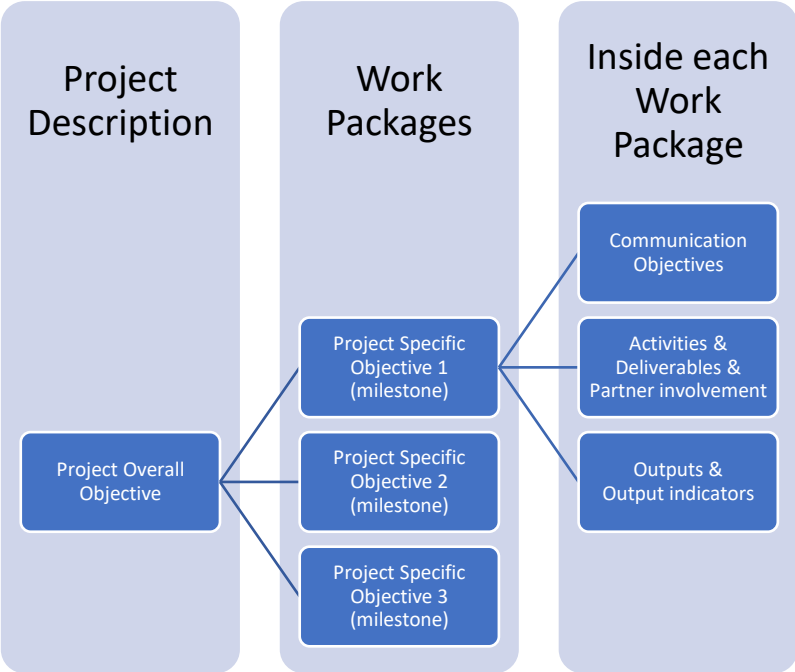 Project
Description
Work
Packages
Inside each
Work
Package
Project Overall
Objective
Project Specific
Objective 1
(milestone)
Project Specific
Objective 2
(milestone)
Project Specific
Objective 3
(milestone)
Communication
Objectives
Activities &
Deliverables &
Partner involvement
Outputs &
Output indicators